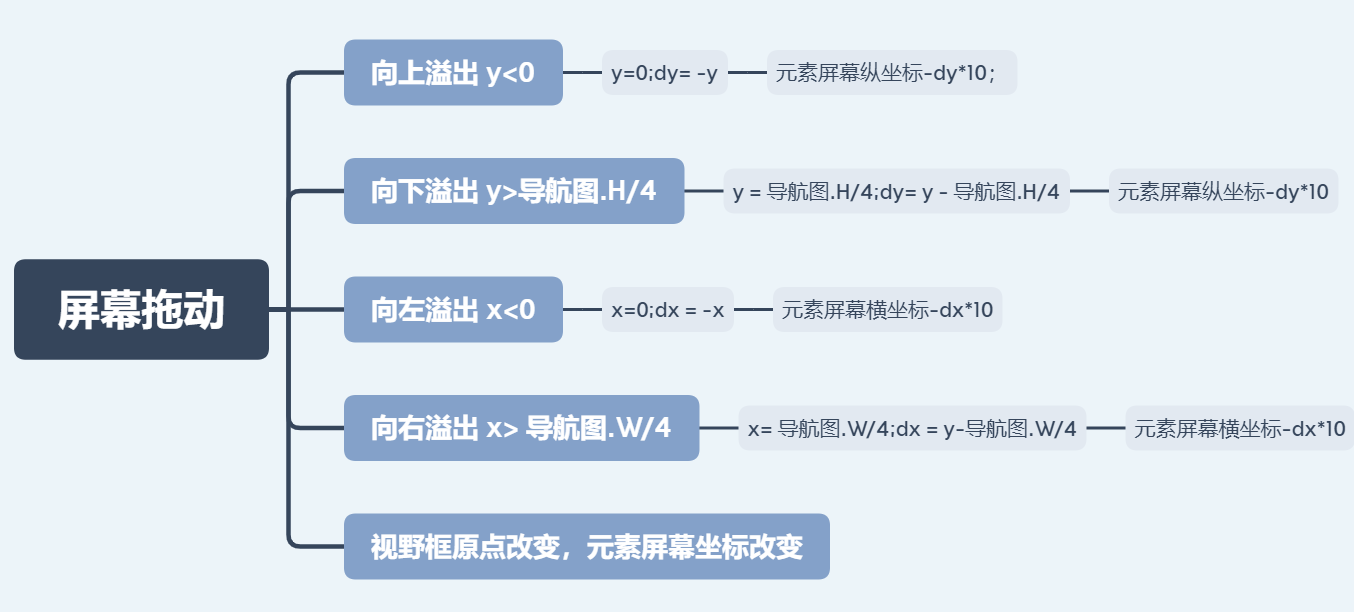 向上溢出 y<0
y=0;dy= -y
元素屏幕纵坐标-dy*10；
向下溢出 y>导航图.H/4
y = 导航图.H/4;dy= y - 导航图.H/4
元素屏幕纵坐标-dy*10
屏幕拖动
向左溢出 x<0
x=0;dx = -x
元素屏幕横坐标-dx*10
向右溢出 x> 导航图.W/4
x= 导航图.W/4;dx = y-导航图.W/4
元素屏幕横坐标-dx*10
视野框原点改变，元素屏幕坐标改变